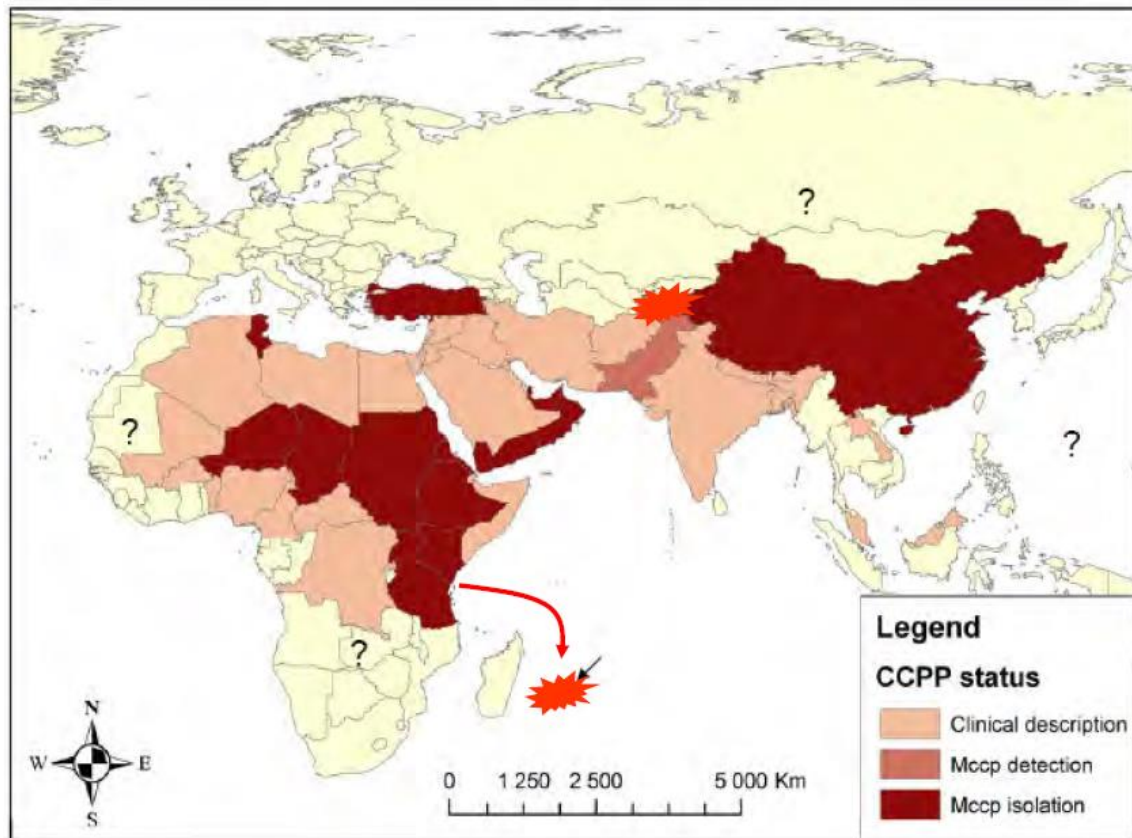 ?
?
?
?
N
W
E
S
0 1 250 2 500 5 000 Km
Legend
CCPP status
Clinical description
Mccp detection
Mccp isolation